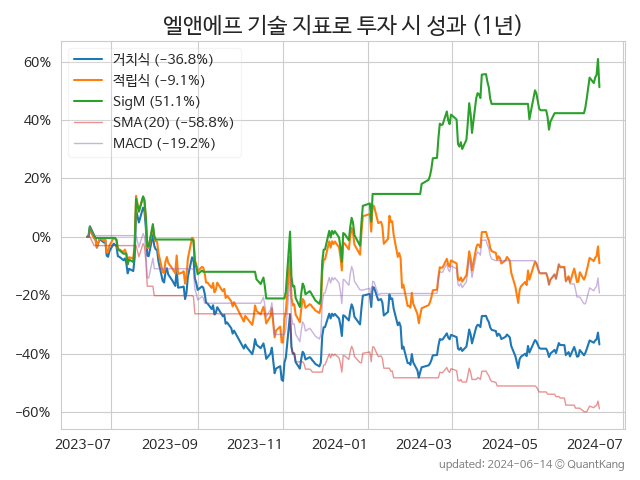 엘앤에프 기술 지표로 투자 시 성과 (1년)
60%
40%
20%
0%
−20%
−40%
−60%
거치식 (−36.8%)
적립식 (−9.1%)
SigM (51.1%)
SMA(20) (−58.8%)
MACD (−19.2%)
2023-07 2023-09 2023-11 2024-01 2024-03 2024-05 2024-07
updated: 2024-06-14 © QuantKang